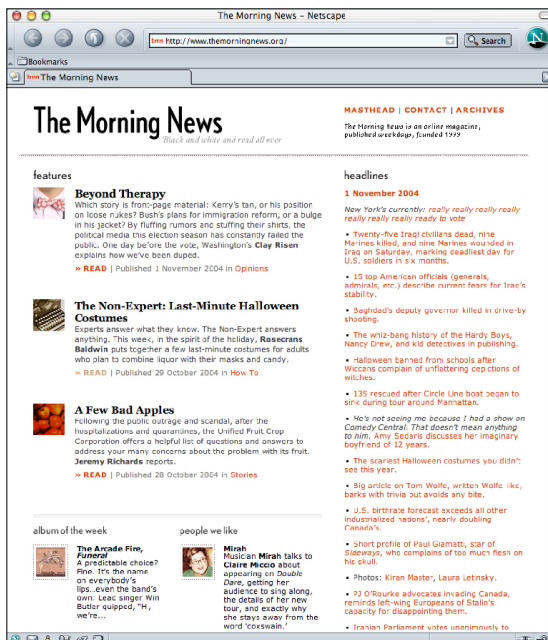 The Morning News - Netscape
tmn http://www.themorningnews.org/
Search
N
Bookmarks
tmn The Morning News
The Morning News
Black and white and read all over
MASTHEAD | CONTACT | ARCHIVES
The Morning News is an online magazine,
published weekdays, founded 1999
features
Beyond Therapy
Which story is front-page material: Kerry's tan, or his position
on loose nukes? Bush's plans for immigration reform, or a bulge
in his jacket? By fluffing rumors and stuffing their shirts, the
political media this election season has constantly failed the
public. One day before the vote, Washington's Clay Risen
explains how we've been duped.
» READ | Published 1 November 2004 in Opinions
The Non-Expert: Last-Minute Halloween
Costumes
Experts answer what they know. The Non-Expert answers
anything. This week, in the spirit of the holiday, Rosecrans
Baldwin puts together a few last-minute costumes for adults
who plan to combine liquor with their masks and candy.
» READ | Published 29 October 2004 in How To
A Few Bad Apples
Following the public outrage and scandal, after the
hospitalizations and quarantines, the Unified Fruit Crop
Corporation offers a helpful list of questions and answers to
address your many concerns about the problem with its fruit.
Jeremy Richards reports.
» READ | Published 28 October 2004 in Stories
album of the week
The Arcade Fire,
Funeral
A predictable choice?
Fine. It's the name
on everybody's
lips...even the band's
own: Lead singer Win
Butler quipped, "Hi,
we're...
people we like
Mirah
Musician Mirah talks to
Claire Miccio about
appearing on Double
Dare, getting her
audience to sing along,
the details of her new
tour, and exactly why
she stays away from the
word 'coxswain.'
headlines
1 November 2004
New York's currently: really really really really
really really really really ready to vote
• Twenty-five Iraqi civilians dead, nine
Marines killed, and nine Marines wounded in
Iraq on Saturday, marking deadliest day for
U.S. soldiers in six months.
• 15 top American officials (generals,
admirals, etc.) describe current fears for Iraq's
stability.
• Baghdad's deputy governor killed in drive-by
shooting.
• The whiz-bang history of the Hardy Boys,
Nancy Drew, and kid detectives in publishing.
• Halloween banned from schools after
Wiccans complain of unflattering depictions of
witches.
• 135 rescued after Circle Line boat began to
sink during tour around Manhattan.
• He's not seeing me because I had a show on
Comedy Central. That doesn't mean anything
to him. Amy Sedaris discusses her imaginary
boyfriend of 12 years.
• The scariest Halloween costumes you didn't
see this year.
• Big article on Tom Wolfe, written Wolfe-like,
barks with trivia but avoids any bite.
• U.S. birthrate forecast exceeds all other
industrialized nations', nearly doubling
Canada's.
• Short profile of Paul Giamatti, star of
Sideways, who complains of too much flesh on
his skull.
• Photos: Kiran Master, Laura Letinsky.
• PJ O'Rourke advocates invading Canada,
reminds left-wing Europeans of Stalin's
capacity for disappointing them.
• Iranian Parliament votes unanimously to